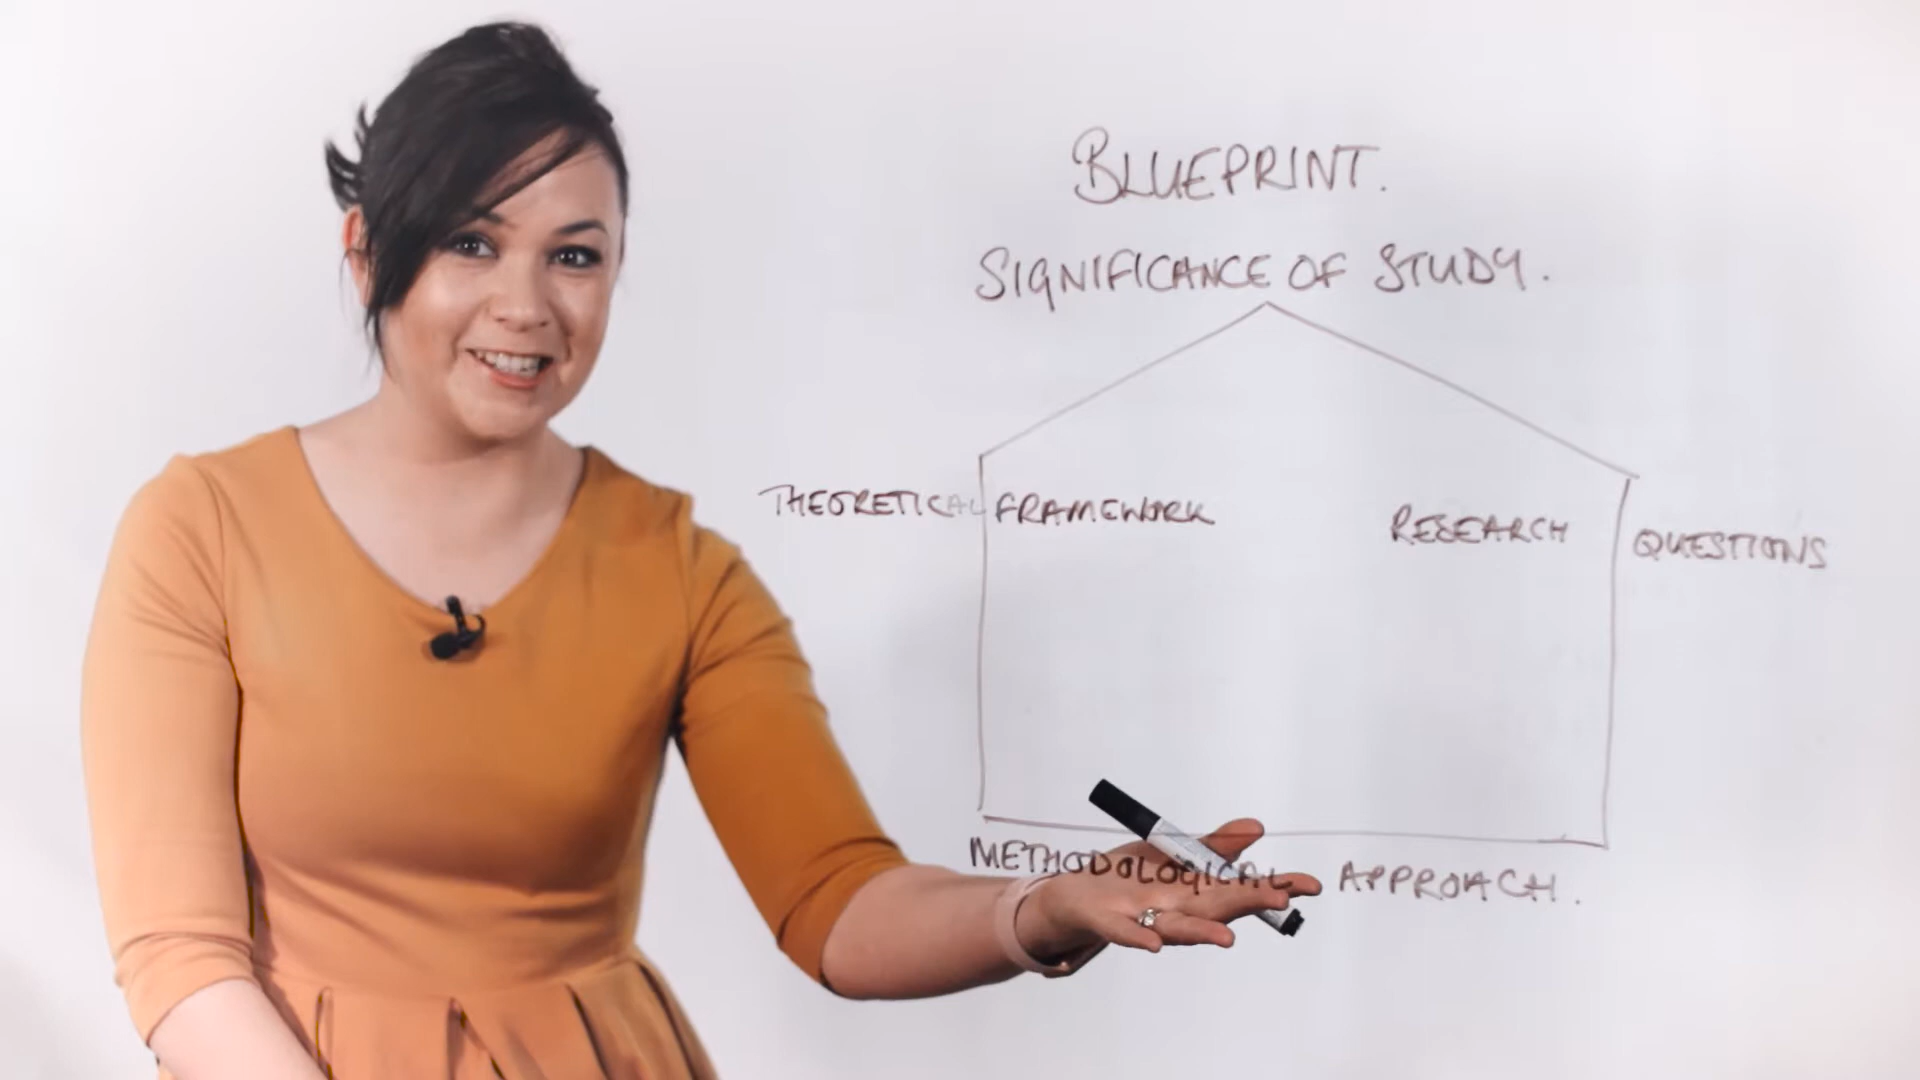 BLUEPRINT.
SIGNIFICANCE OF STUDY.
THEORETICAL FRAMEWORK
RESEARCH QUESTIONS
METHODOLOGICAL APPROACH.